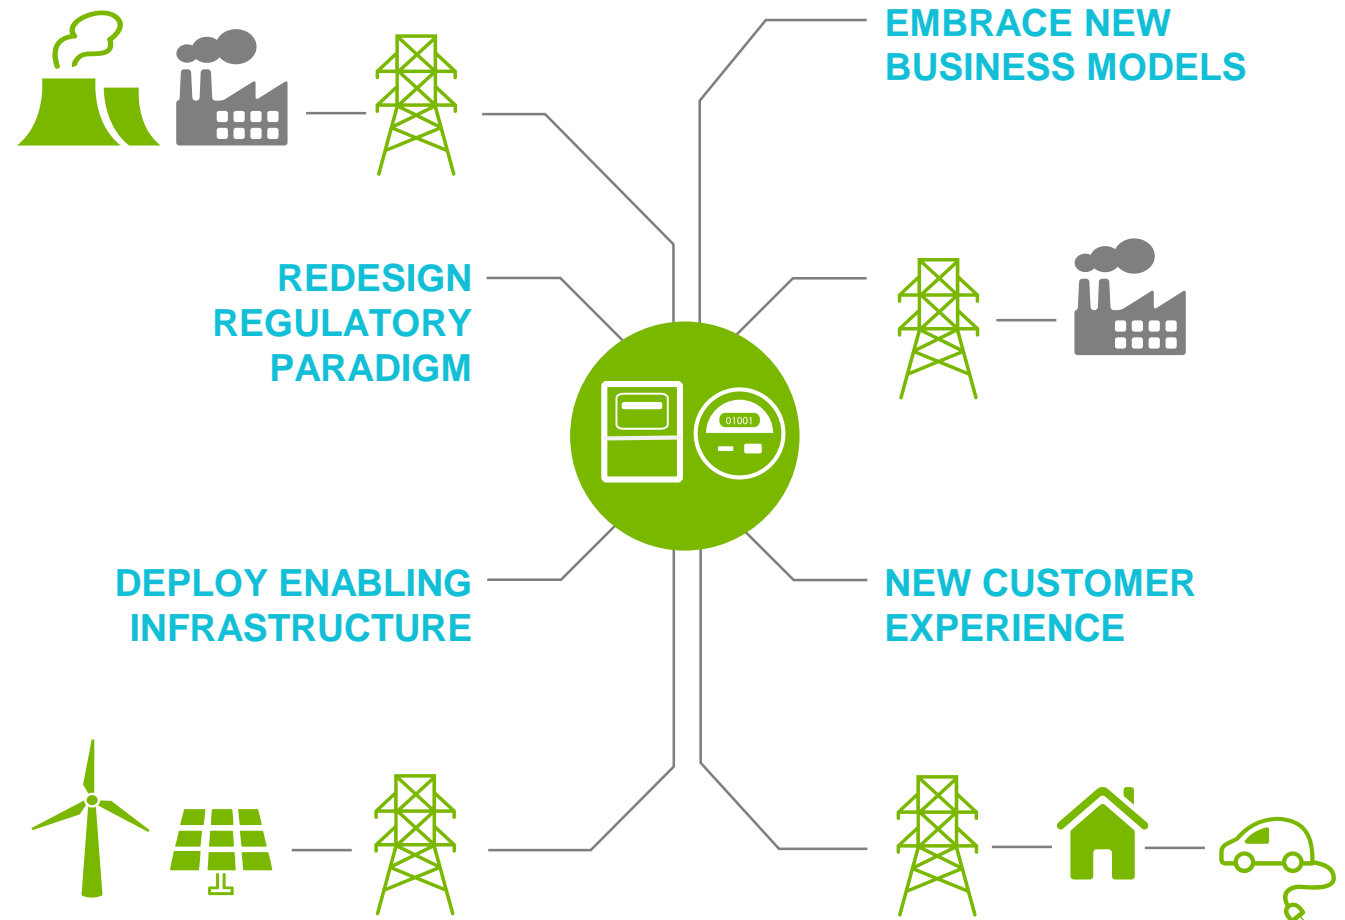 EMBRACE NEW
BUSINESS MODELS
REDESIGN
REGULATORY
PARADIGM
01001
DEPLOY ENABLING
INFRASTRUCTURE
NEW CUSTOMER
EXPERIENCE